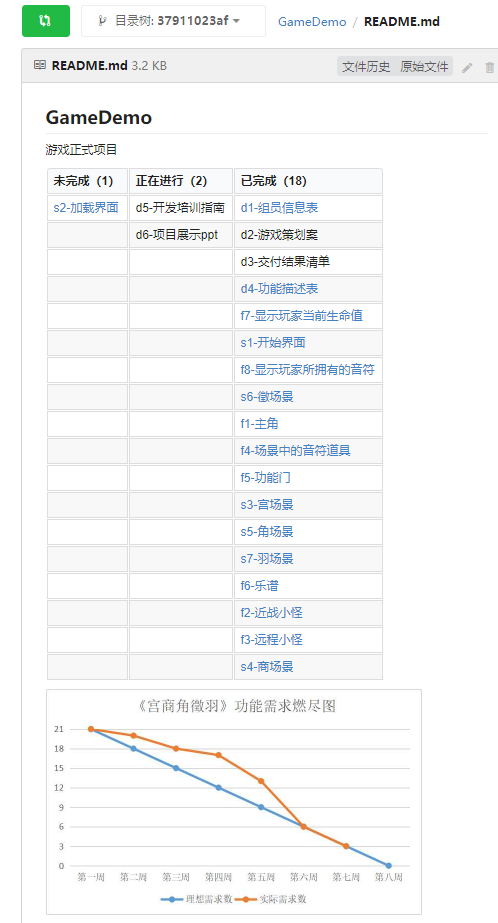 目录树: 37911023af
GameDemo / README.md
README.md 3.2 KB
文件历史 原始文件
GameDemo
游戏正式项目
未完成（1） 正在进行（2） 已完成（18）
s2-加载界面 d5-开发培训指南 d1-组员信息表
d6-项目展示ppt d2-游戏策划案
d3-交付结果清单
d4-功能描述表
f7-显示玩家当前生命值
s1-开始界面
f8-显示玩家所拥有的音符
s6-徵场景
f1-主角
f4-场景中的音符道具
f5-功能门
s3-宫场景
s5-角场景
s7-羽场景
f6-乐谱
f2-近战小怪
f3-远程小怪
s4-商场景
《宫商角徵羽》功能需求燃尽图
21
18
15
12
9
6
3
0
第一周 第二周 第三周 第四周 第五周 第六周 第七周 第八周
理想需求数 实际需求数